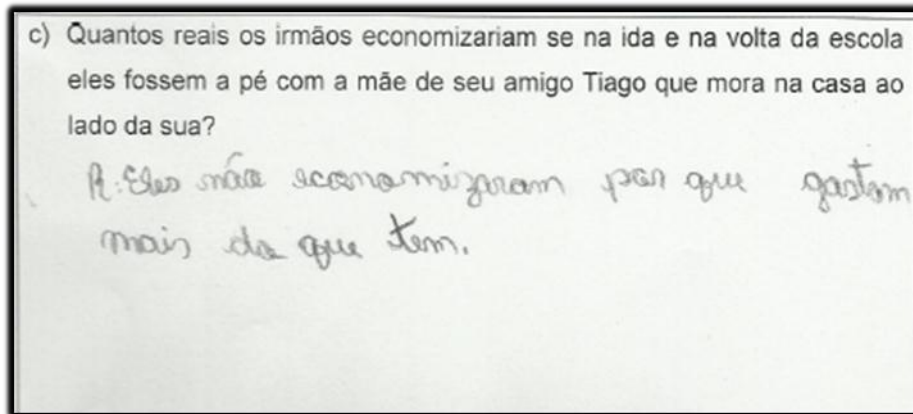 c) Quantos reais os irmãos economizariam se na ida e na volta da escola
eles fossem a pé com a mãe de seu amigo Tiago que mora na casa ao
lado da sua?
R: Eles não economizaram por que gastam
mais do que tem.